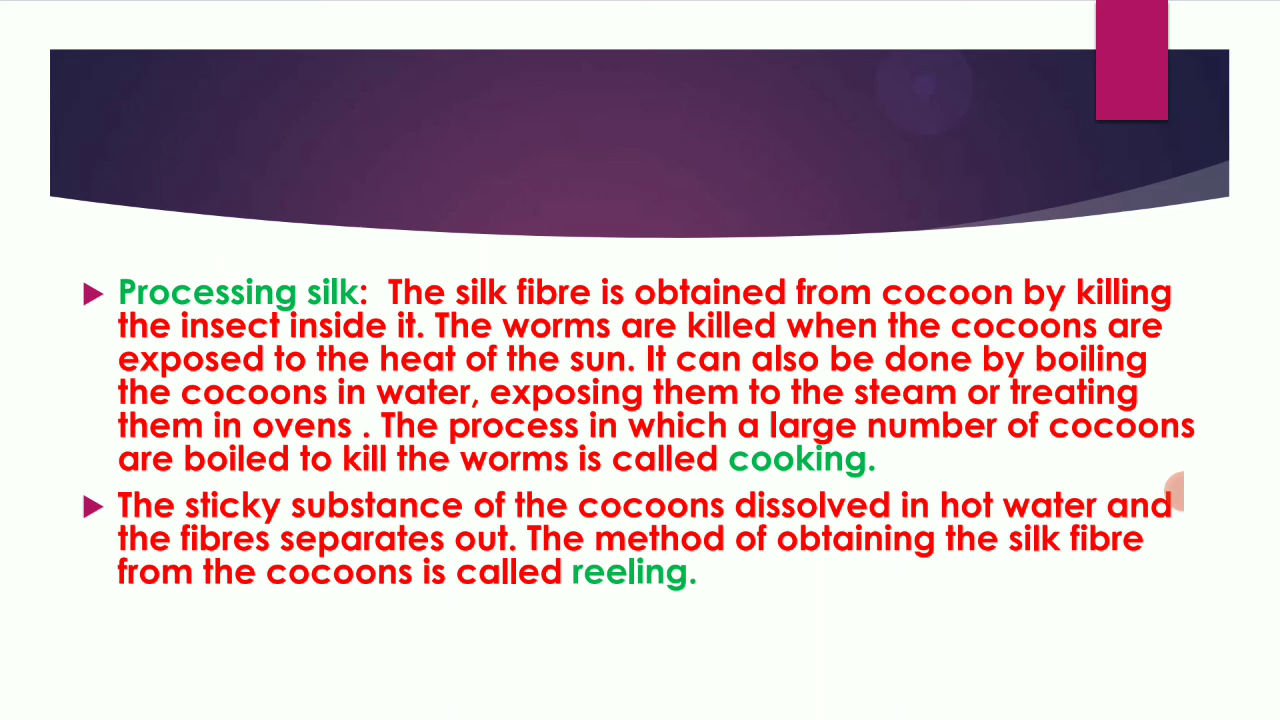 Processing silk: The silk fibre is obtained from cocoon by killing
the insect inside it. The worms are killed when the cocoons are
exposed to the heat of the sun. It can also be done by boiling
the cocoons in water, exposing them to the steam or treating
them in ovens . The process in which a large number of cocoons
are boiled to kill the worms is called cooking.
The sticky substance of the cocoons dissolved in hot water and
the fibres separates out. The method of obtaining the silk fibre
from the cocoons is called reeling.